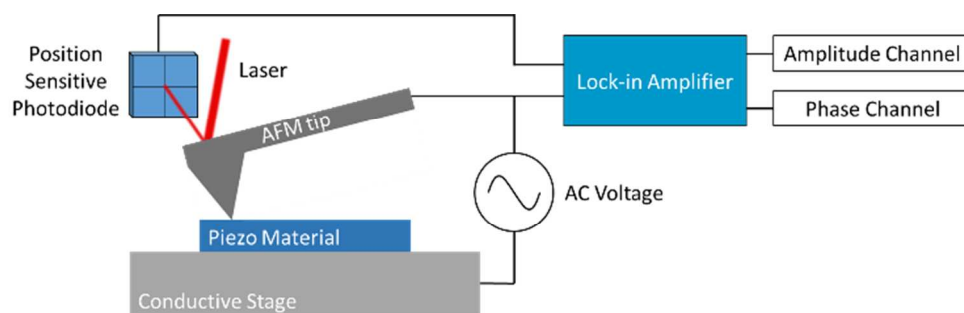 Position
Sensitive
Photodiode
Laser
AFM tip
Lock-in Amplifier
Amplitude Channel
Phase Channel
AC Voltage
Piezo Material
Conductive Stage